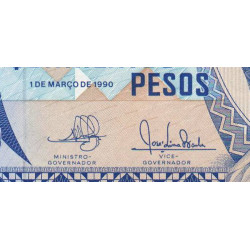 1 DE MARÇO DE 1990
PESOS
MINISTRO-
GOVERNADOR
VICE-
GOVERNADOR